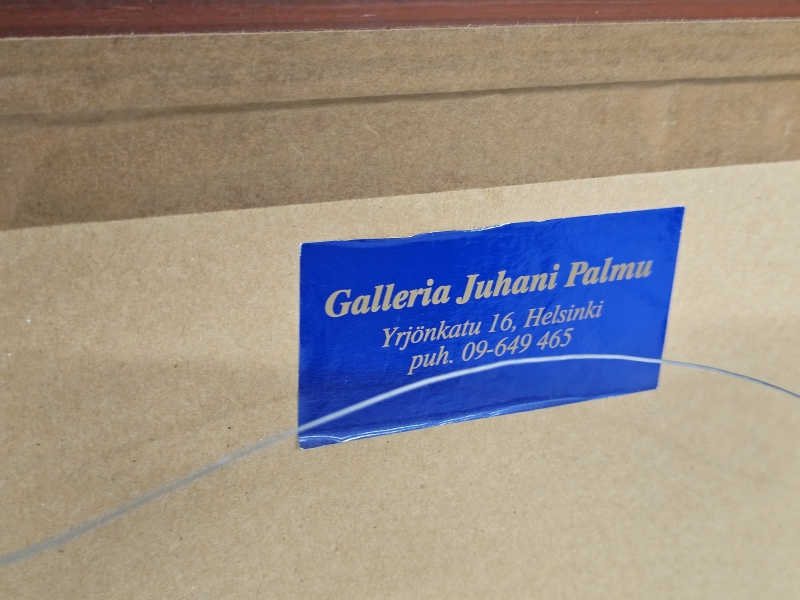 Galleria Juhani Palmu
Yrjönkatu 16, Helsinki
puh. 09-649 465